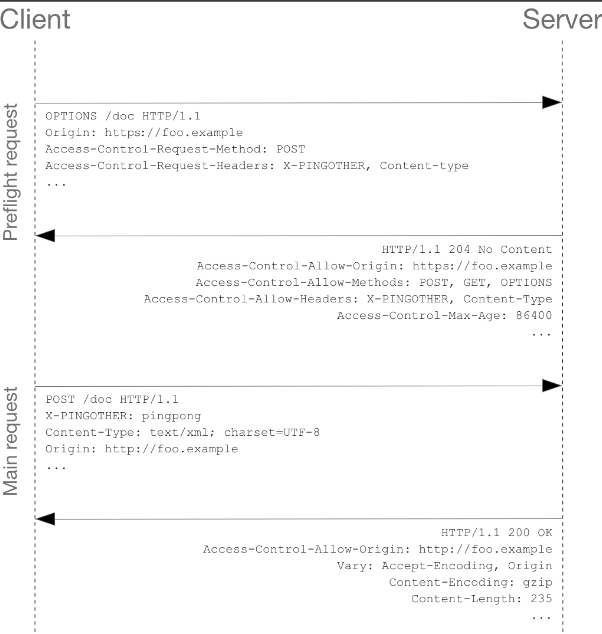 Client
Server
Preflight request
OPTIONS /doc HTTP/1.1
Origin: https://foo.example
Access-Control-Request-Method: POST
Access-Control-Request-Headers: X-PINGOTHER, Content-type
...
HTTP/1.1 204 No Content
Access-Control-Allow-Origin: https://foo.example
Access-Control-Allow-Methods: POST, GET, OPTIONS
Access-Control-Allow-Headers: X-PINGOTHER, Content-Type
Access-Control-Max-Age: 86400
...
Main request
POST /doc HTTP/1.1
X-PINGOTHER: pingpong
Content-Type: text/xml; charset=UTF-8
Origin: http://foo.example
...
HTTP/1.1 200 OK
Access-Control-Allow-Origin: http://foo.example
Vary: Accept-Encoding, Origin
Content-Encoding: gzip
Content-Length: 235
...